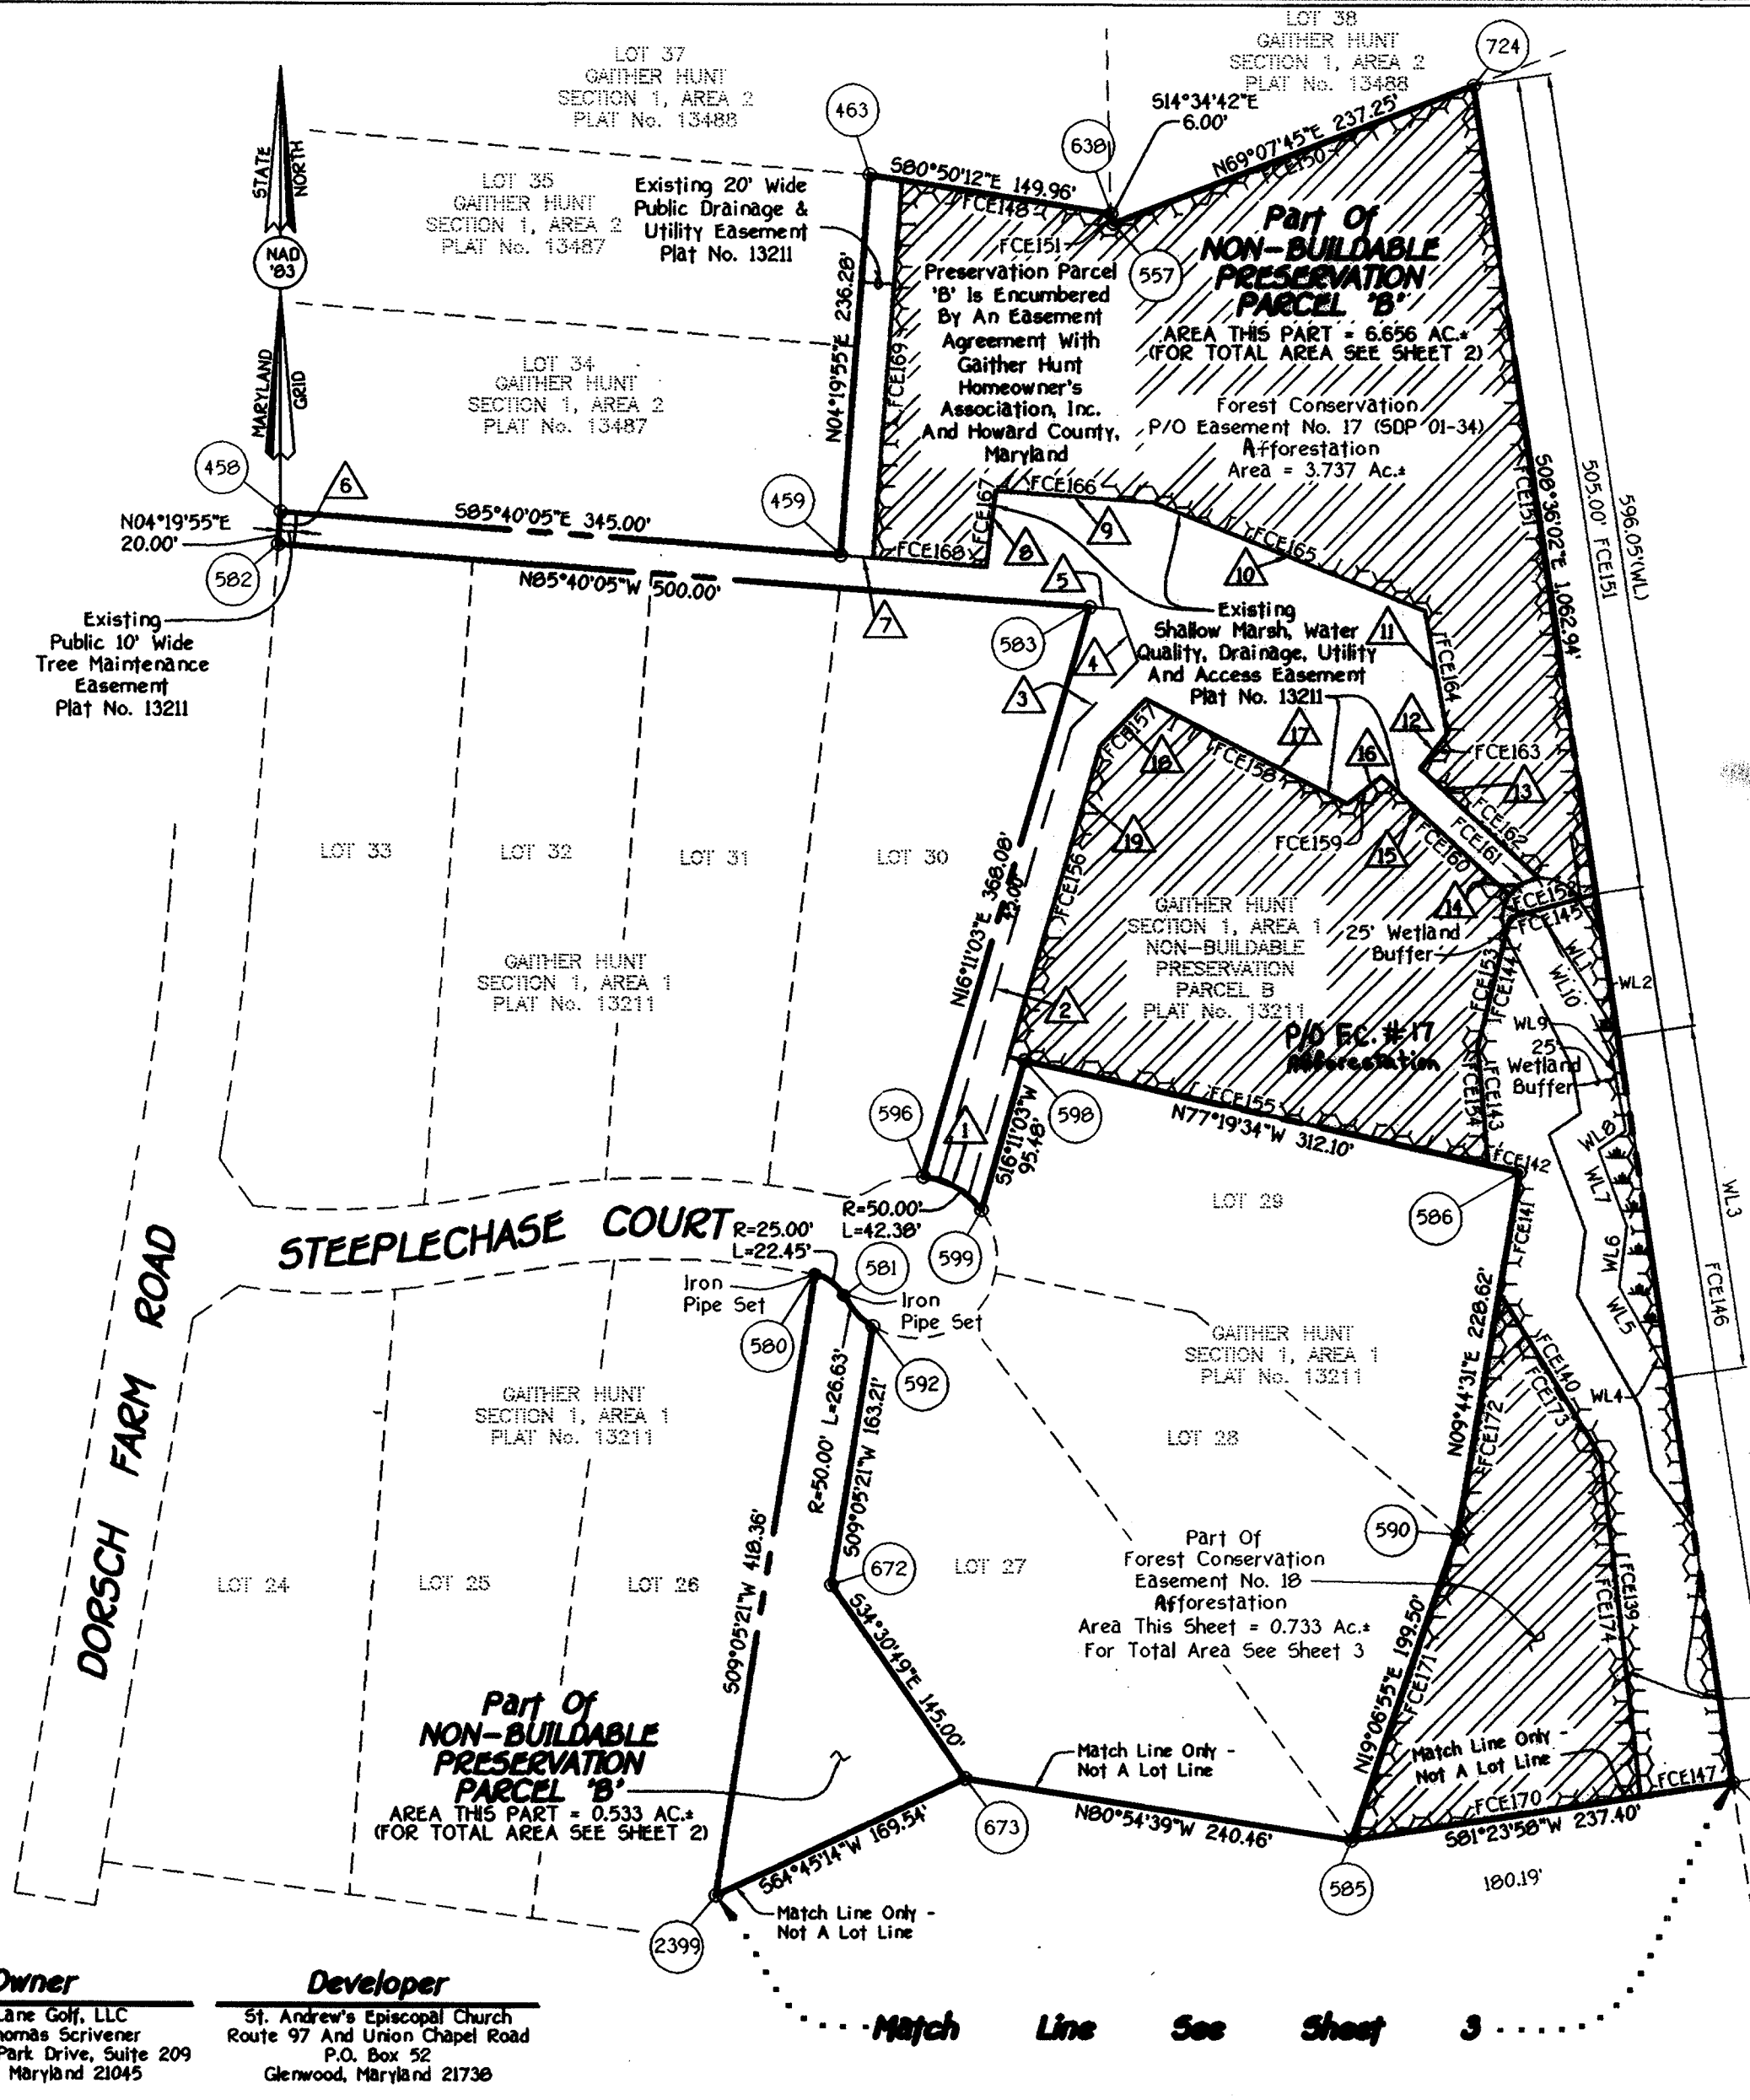 LOT 37
GAITHER HUNT
SECTION 1, AREA 2
PLAT No. 13488
LOT 38
GAITHER HUNT
SECTION 1, AREA 2
PLAT No. 13488
724
463
638
S14°34'42"E
6.00'
N69°07'45"E 237.25'
FCE150
STATE
NORTH
NAD
'83
MARYLAND
GRID
LOT 35
GAITHER HUNT
SECTION 1, AREA 2
PLAT No. 13487
Existing 20' Wide
Public Drainage &
Utility Easement
Plat No. 13211
S80°50'12"E 149.96'
FCE148
FCE151
557
Part Of
NON-BUILDABLE
PRESERVATION
PARCEL 'B'
AREA THIS PART = 6.656 AC.±
(FOR TOTAL AREA SEE SHEET 2)
Preservation Parcel
'B' Is Encumbered
By An Easement
Agreement With
Gaither Hunt
Homeowner's
Association, Inc.
And Howard County,
Maryland
Forest Conservation
P/O Easement No. 17 (SDP 01-34)
Afforestation
Area = 3.737 Ac.±
N04°19'55"E 236.28'
FCE169
LOT 34
GAITHER HUNT
SECTION 1, AREA 2
PLAT No. 13487
S08°36'02"E 1,062.94'
FCE151
505.00' FCE151
596.05'(WL)
458
6
N04°19'55"E
20.00'
582
S85°40'05"E 345.00'
459
N85°40'05"W 500.00'
FCE168
FCE167
FCE166
8
9
5
7
10
FCE165
11
FCE164
583
4
3
Existing
Shallow Marsh, Water
Quality, Drainage, Utility
And Access Easement
Plat No. 13211
Existing
Public 10' Wide
Tree Maintenance
Easement
Plat No. 13211
12
FCE163
13
FCE162
FCE161
FCE160
17
16
FCE157
18
FCE158
FCE159
15
14
19
FCE156
LOT 33
LOT 32
LOT 31
LOT 30
N16°11'03"E 368.08'
GAITHER HUNT
SECTION 1, AREA 1
PLAT No. 13211
GAITHER HUNT
SECTION 1, AREA 1
NON-BUILDABLE
PRESERVATION
PARCEL B
PLAT No. 13211
25' Wetland
Buffer
FCE152
FCE145
FCE153
FCE144
WL1
WL10
WL2
WL9
25'
Wetland
Buffer
2
P/O F.C. #17
Afforestation
FCE154
FCE143
FCE155
N77°19'34"W 312.10'
596
1
598
S16°11'03"W
95.48'
FCE142
WL8
WL7
WL3
WL6
WL5
WL4
FCE146
LOT 29
586
FCE141
STEEPLECHASE COURT
R=50.00'
L=42.38'
R=25.00'
L=22.45'
599
581
Iron
Pipe Set
Iron
Pipe Set
580
592
GAITHER HUNT
SECTION 1, AREA 1
PLAT No. 13211
N09°44'31"E 228.62'
FCE172
FCE140
FCE173
DORSCH FARM ROAD
GAITHER HUNT
SECTION 1, AREA 1
PLAT No. 13211
R=50.00' L=26.63'
S09°05'21"W 163.21'
S09°05'21"W 418.36'
LOT 28
590
LOT 24
LOT 25
LOT 26
672
LOT 27
Part Of
Forest Conservation
Easement No. 18
Afforestation
Area This Sheet = 0.733 Ac.±
For Total Area See Sheet 3
FCE139
FCE174
S34°30'49"E 145.00'
N19°06'55"E 199.50'
FCE171
Part Of
NON-BUILDABLE
PRESERVATION
PARCEL 'B'
AREA THIS PART = 0.533 AC.±
(FOR TOTAL AREA SEE SHEET 2)
Match Line Only -
Not A Lot Line
Match Line Only -
Not A Lot Line
FCE147
FCE170
S64°45'14"W 169.54'
673
N80°54'39"W 240.46'
S81°23'58"W 237.40'
585
180.19'
2399
Match Line Only -
Not A Lot Line
Match Line See Sheet 3
Owner
Lane Golf, LLC
Thomas Scrivener
Park Drive, Suite 209
Maryland 21045
Developer
St. Andrew's Episcopal Church
Route 97 And Union Chapel Road
P.O. Box 52
Glenwood, Maryland 21738